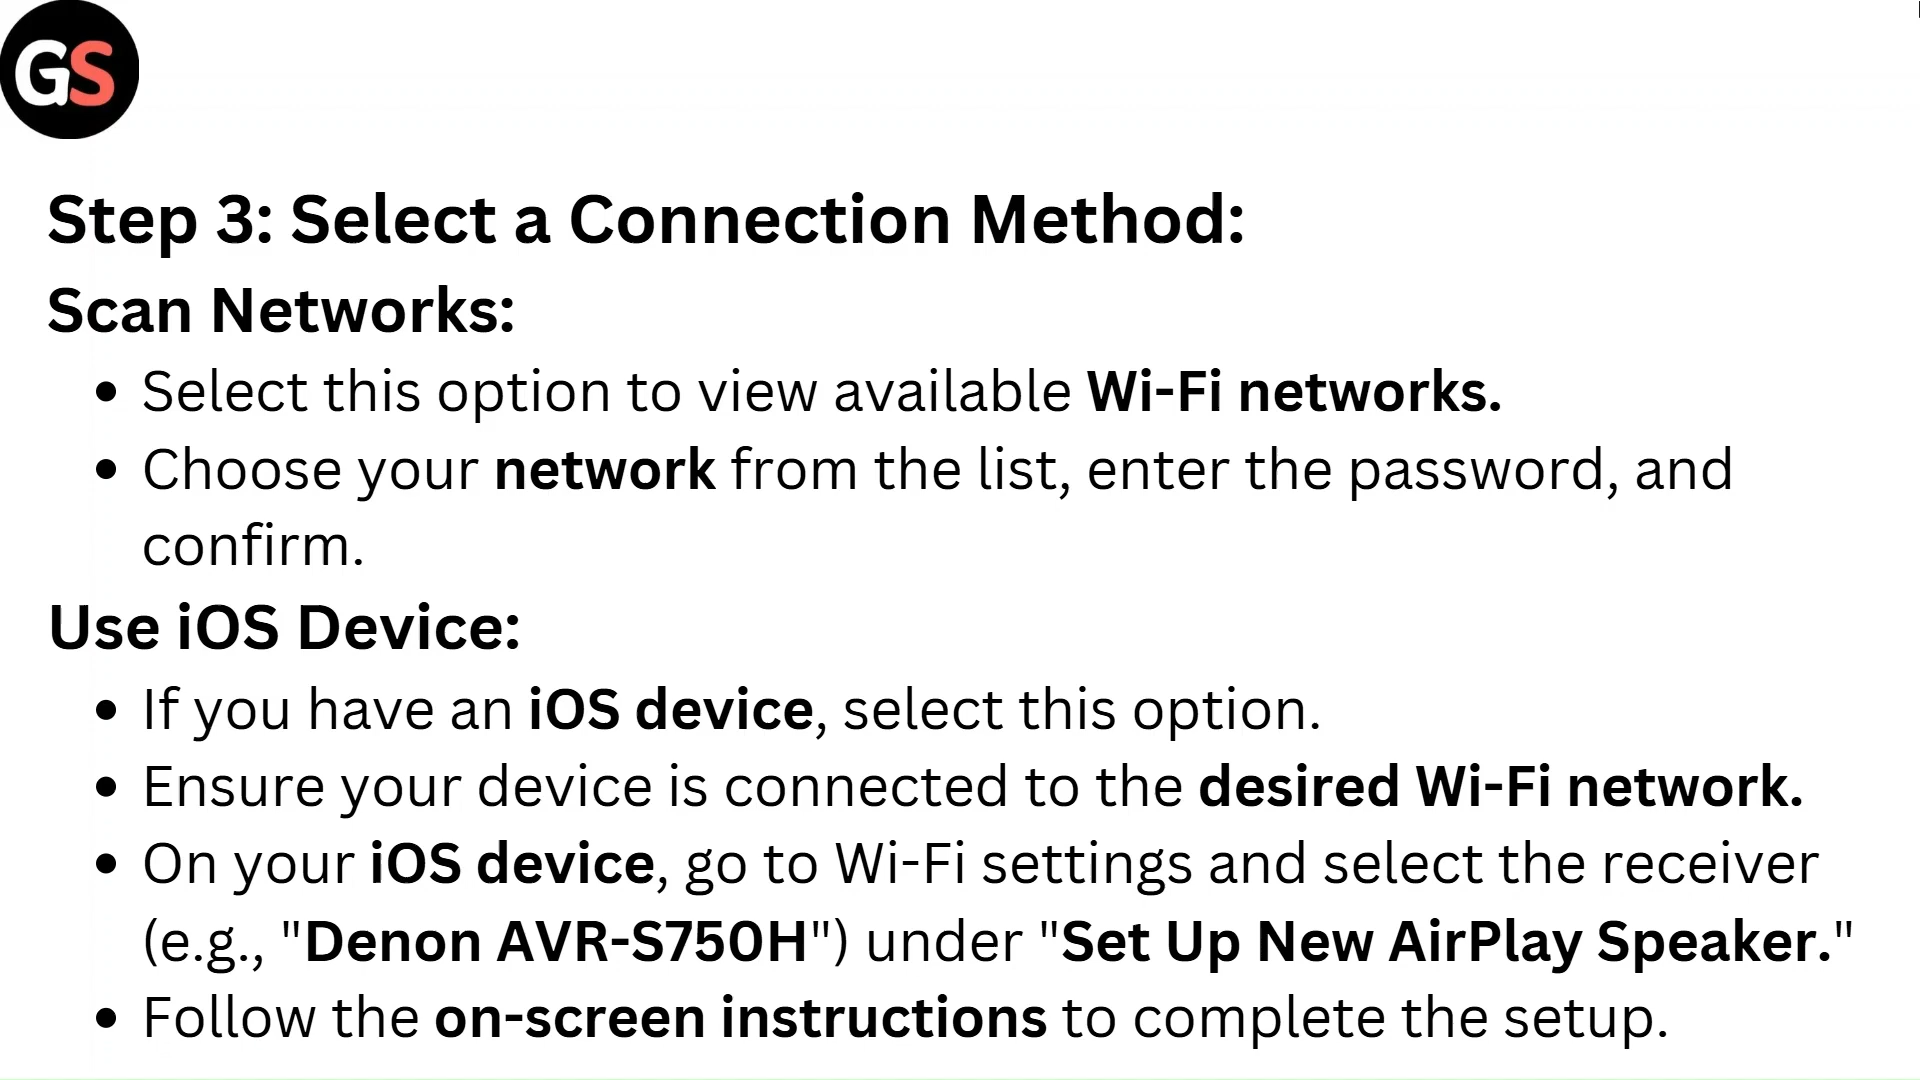 GS
Step 3: Select a Connection Method:
Scan Networks:
• Select this option to view available Wi-Fi networks.
• Choose your network from the list, enter the password, and
confirm.
Use iOS Device:
• If you have an iOS device, select this option.
• Ensure your device is connected to the desired Wi-Fi network.
• On your iOS device, go to Wi-Fi settings and select the receiver
(e.g., "Denon AVR-S750H") under "Set Up New AirPlay Speaker."
• Follow the on-screen instructions to complete the setup.